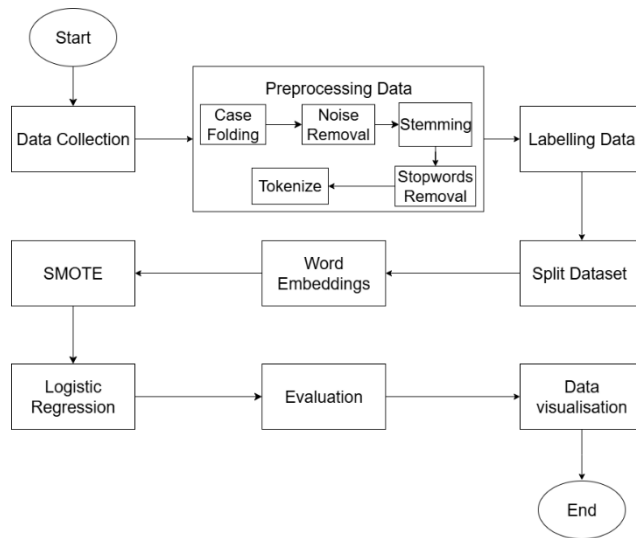 Start
Data Collection
Preprocessing Data
Case
Folding
Noise
Removal
Stemming
Stopwords
Removal
Tokenize
Labelling Data
Split Dataset
Word
Embeddings
SMOTE
Logistic
Regression
Evaluation
Data
visualisation
End